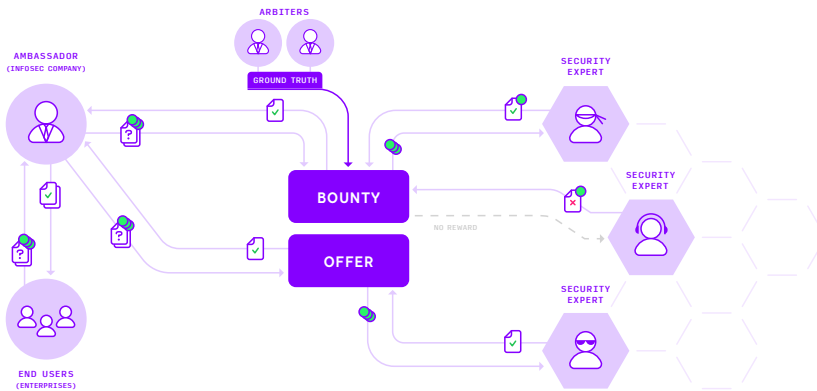 ARBITERS
GROUND TRUTH
AMBASSADOR
(INFOSEC COMPANY)
SECURITY
EXPERT
?
BOUNTY
SECURITY
EXPERT
NO REWARD
?
?
OFFER
SECURITY
EXPERT
END USERS
(ENTERPRISES)